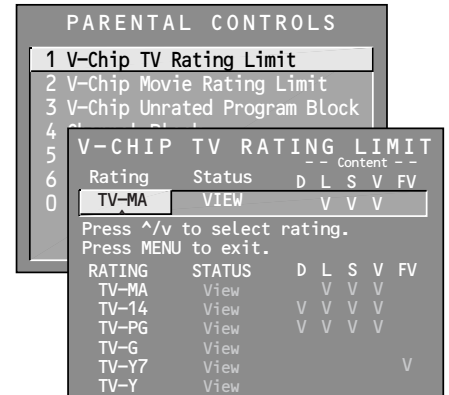 PARENTAL CONTROLS
1 V-Chip TV Rating Limit
2 V-Chip Movie Rating Limit
3 V-Chip Unrated Program Block
4
5
6
0
V-CHIP TV RATING LIMIT
-- Content --
Rating Status D L S V FV
TV-MA VIEW V V V
Press ^/v to select rating.
Press MENU to exit.
RATING STATUS D L S V FV
TV-MA View V V V
TV-14 View V V V V
TV-PG View V V V V
TV-G View
TV-Y7 View V
TV-Y View